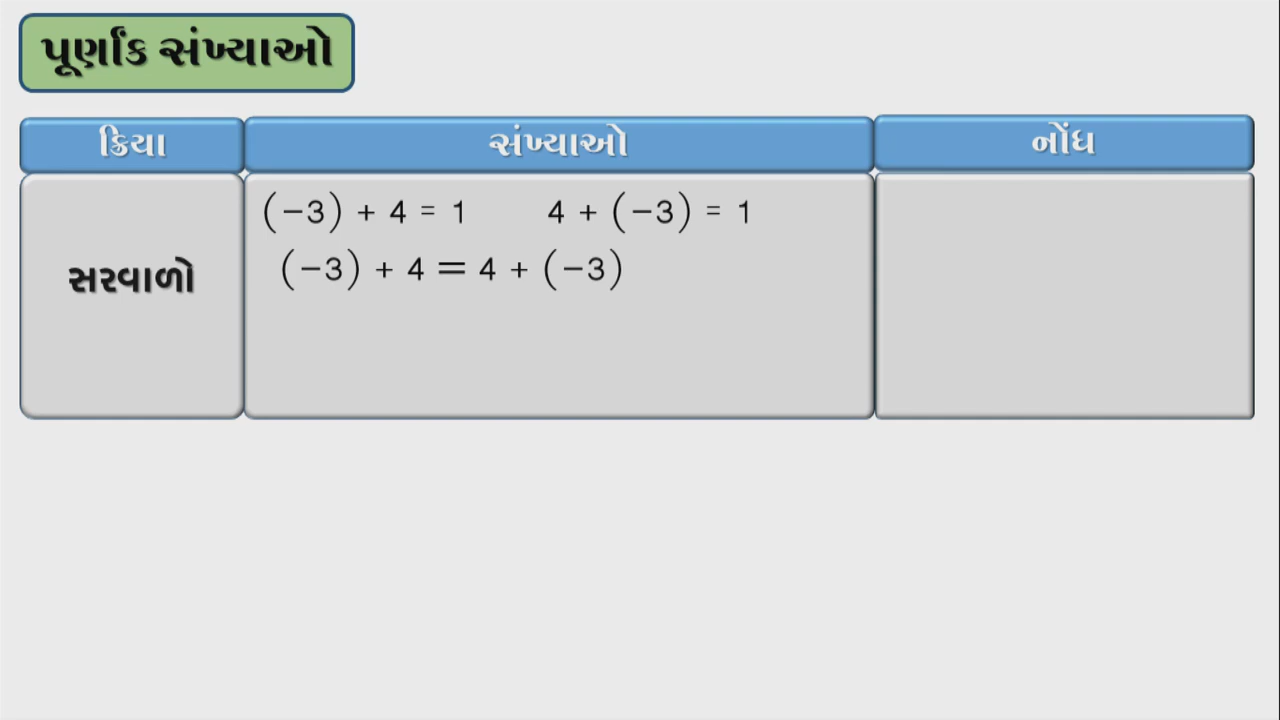 પૂર્ણાંક સંખ્યાઓ
ક્રિયા સંખ્યાઓ નોંધ
(−3) + 4 = 1 4 + (−3) = 1
(−3) + 4 = 4 + (−3)
સરવાળો